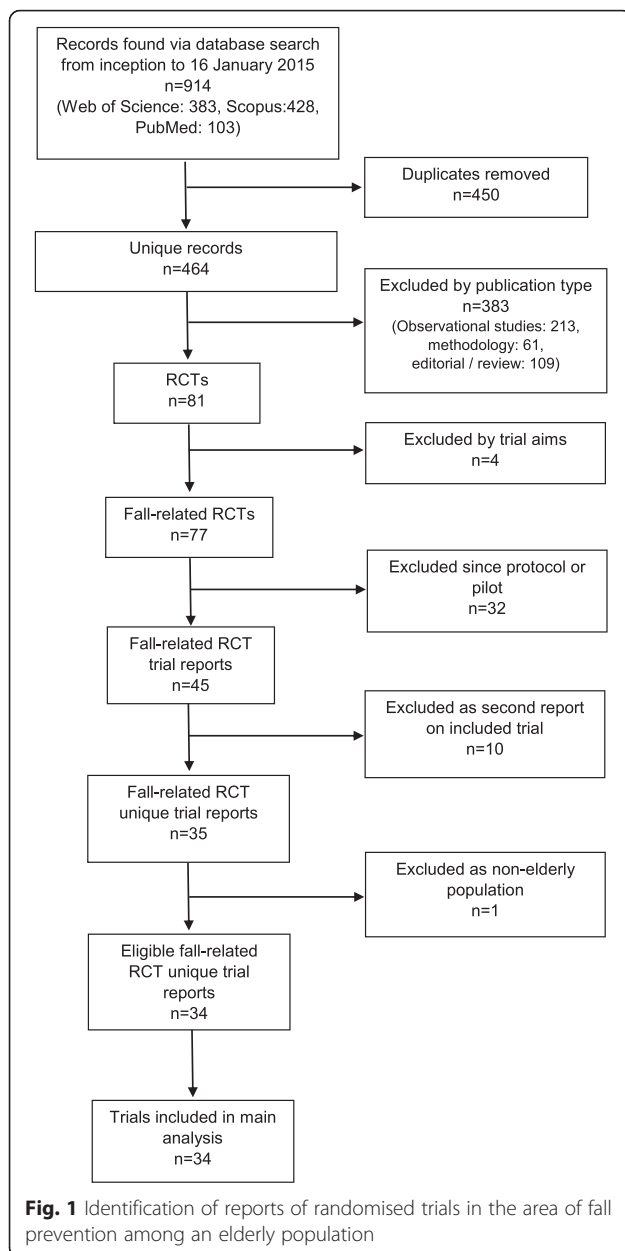 Records found via database search
from inception to 16 January 2015
n=914
(Web of Science: 383, Scopus:428,
PubMed: 103)
Duplicates removed
n=450
Unique records
n=464
Excluded by publication type
n=383
(Observational studies: 213,
methodology: 61,
editorial / review: 109)
RCTs
n=81
Excluded by trial aims
n=4
Fall-related RCTs
n=77
Excluded since protocol or
pilot
n=32
Fall-related RCT
trial reports
n=45
Excluded as second report
on included trial
n=10
Fall-related RCT
unique trial reports
n=35
Excluded as non-elderly
population
n=1
Eligible fall-related
RCT unique trial
reports
n=34
Trials included in main
analysis
n=34
Fig. 1 Identification of reports of randomised trials in the area of fall
prevention among an elderly population